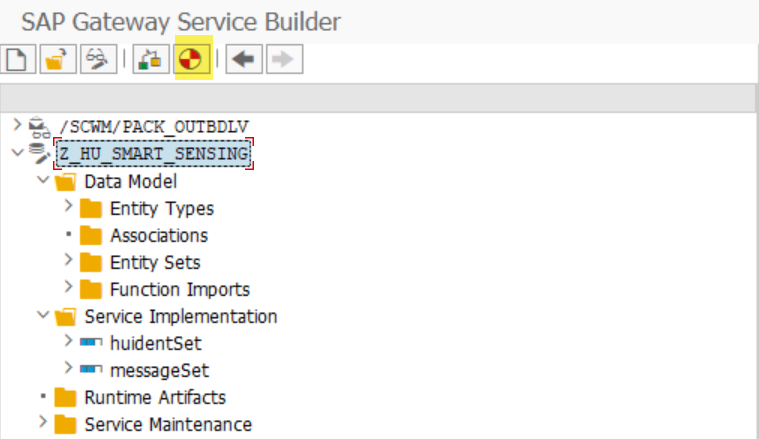 SAP Gateway Service Builder
/SCWM/PACK_OUTBDLV
Z_HU_SMART_SENSING
Data Model
Entity Types
Associations
Entity Sets
Function Imports
Service Implementation
huidentSet
messageSet
Runtime Artifacts
Service Maintenance